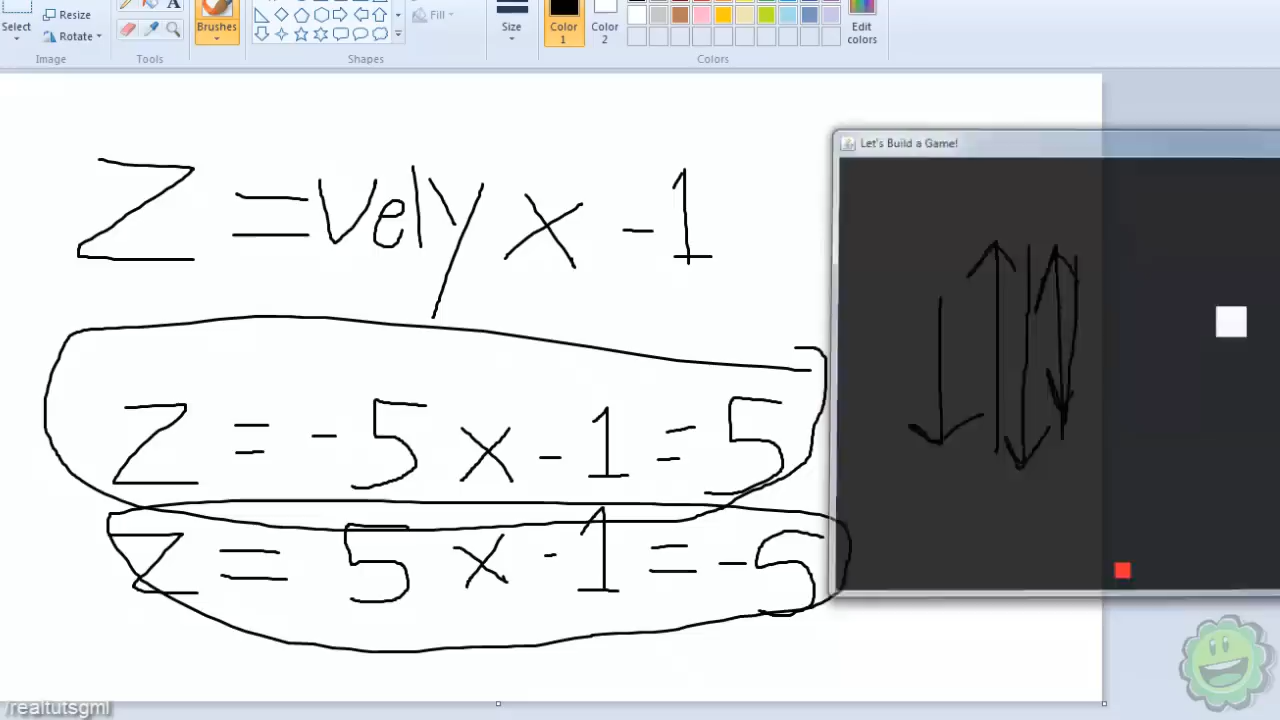 Select
Resize
Rotate
Image
Tools
Brushes
Fill
Shapes
Size
Color 1
Color 2
Edit colors
Colors
Let's Build a Game!
Z = vely x -1
Z = -5 x -1 = 5
Z = 5 x -1 = -5
/realtutsgml